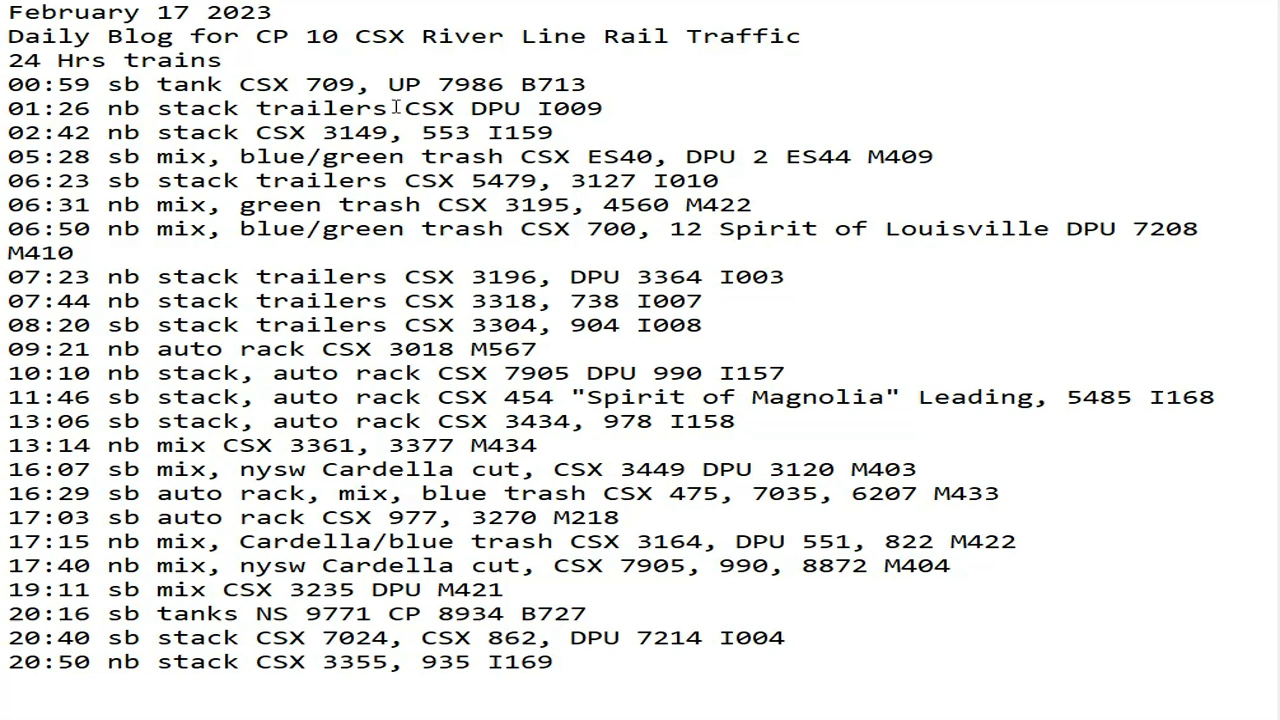 February 17 2023
Daily Blog for CP 10 CSX River Line Rail Traffic
24 Hrs trains
00:59 sb tank CSX 709, UP 7986 B713
01:26 nb stack trailers CSX DPU I009
02:42 nb stack CSX 3149, 553 I159
05:28 sb mix, blue/green trash CSX ES40, DPU 2 ES44 M409
06:23 sb stack trailers CSX 5479, 3127 I010
06:31 nb mix, green trash CSX 3195, 4560 M422
06:50 nb mix, blue/green trash CSX 700, 12 Spirit of Louisville DPU 7208
M410
07:23 nb stack trailers CSX 3196, DPU 3364 I003
07:44 nb stack trailers CSX 3318, 738 I007
08:20 sb stack trailers CSX 3304, 904 I008
09:21 nb auto rack CSX 3018 M567
10:10 nb stack, auto rack CSX 7905 DPU 990 I157
11:46 sb stack, auto rack CSX 454 "Spirit of Magnolia" Leading, 5485 I168
13:06 sb stack, auto rack CSX 3434, 978 I158
13:14 nb mix CSX 3361, 3377 M434
16:07 sb mix, nysw Cardella cut, CSX 3449 DPU 3120 M403
16:29 sb auto rack, mix, blue trash CSX 475, 7035, 6207 M433
17:03 sb auto rack CSX 977, 3270 M218
17:15 nb mix, Cardella/blue trash CSX 3164, DPU 551, 822 M422
17:40 nb mix, nysw Cardella cut, CSX 7905, 990, 8872 M404
19:11 sb mix CSX 3235 DPU M421
20:16 sb tanks NS 9771 CP 8934 B727
20:40 sb stack CSX 7024, CSX 862, DPU 7214 I004
20:50 nb stack CSX 3355, 935 I169